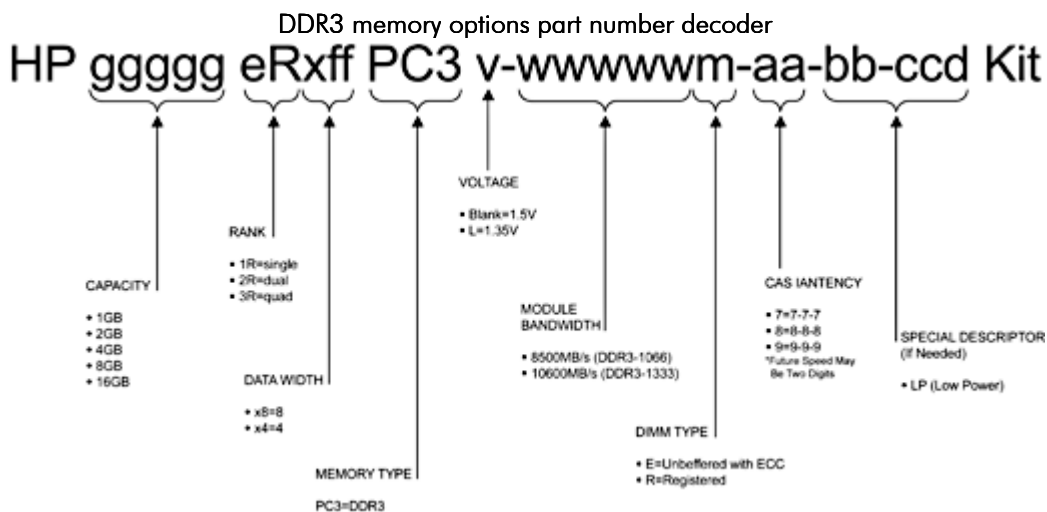 DDR3 memory options part number decoder
HP ggggg eRxff PC3 v-wwwwwm-aa-bb-ccd Kit
VOLTAGE
▪ Blank=1.5V
▪ L=1.35V
RANK
▪ 1R=single
▪ 2R=dual
▪ 3R=quad
CAPACITY
+ 1GB
+ 2GB
+ 4GB
+ 8GB
+ 16GB
CAS IANTENCY
▪ 7=7-7-7
▪ 8=8-8-8
▪ 9=9-9-9
*Future Speed May
Be Two Digits
MODULE
BANDWIDTH
▪ 8500MB/s (DDR3-1066)
▪ 10600MB/s (DDR3-1333)
SPECIAL DESCRIPTOR
(If Needed)
▪ LP (Low Power)
DATA WIDTH
+ x8=8
+ x4=4
DIMM TYPE
▪ E=Unbeffered with ECC
▪ R=Registered
MEMORY TYPE
PC3=DDR3